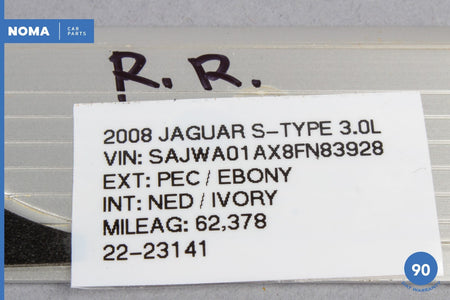 NOMA CAR
PARTS
R. R.
2008 JAGUAR S-TYPE 3.0L
VIN: SAJWA01AX8FN83928
EXT: PEC / EBONY
INT: NED / IVORY
MILEAG: 62,378
22-23141
90